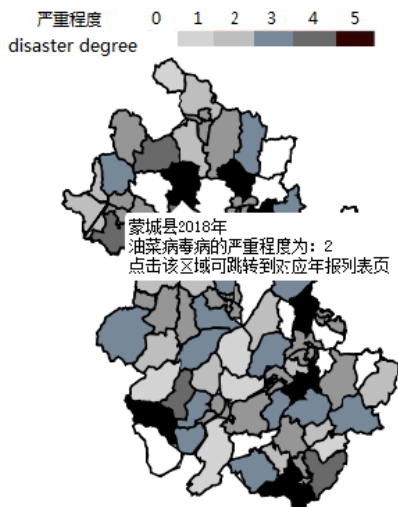 严重程度 0 1 2 3 4 5
disaster degree
蒙城县2018年
油菜病毒病的严重程度为：2
点击该区域可跳转到对应年报列表页